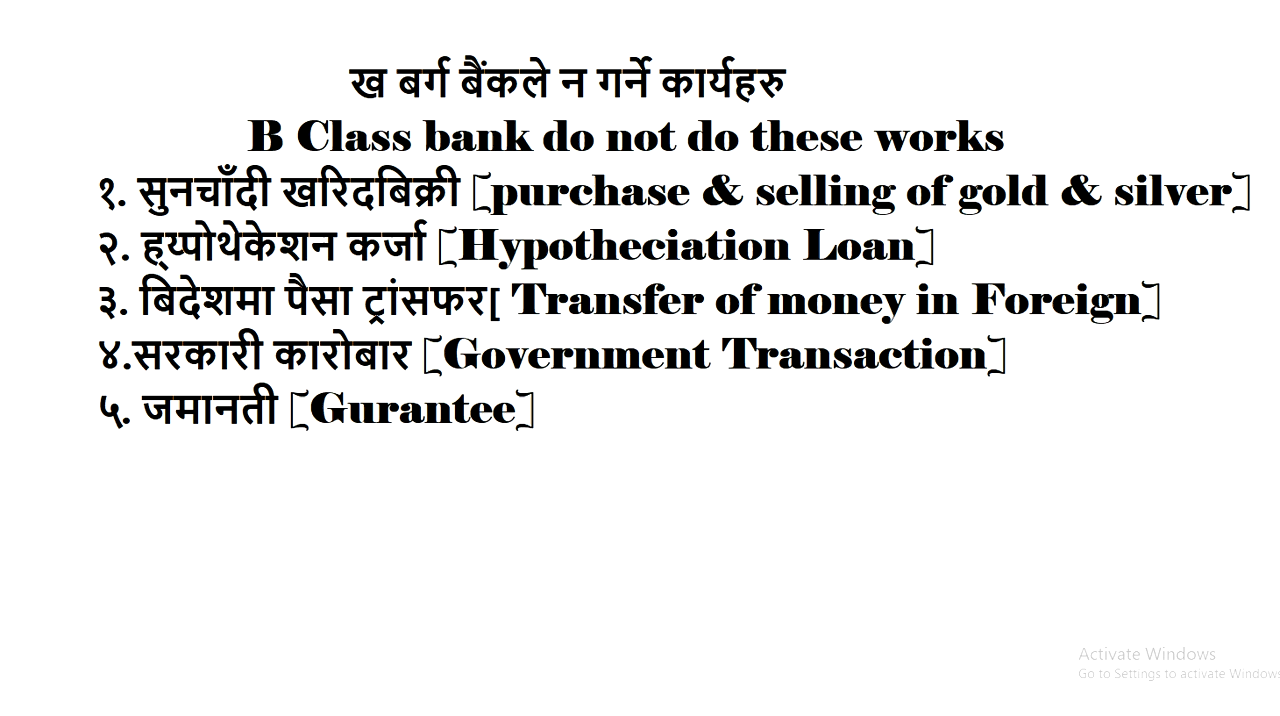 ख बर्ग बैंकले न गर्ने कार्यहरु
B Class bank do not do these works
१. सुनचाँदी खरिदबिक्री [purchase & selling of gold & silver]
२. ह्य्पोथेकेशन कर्जा [Hypotheciation Loan]
३. बिदेशमा पैसा ट्रांसफर[ Transfer of money in Foreign]
४.सरकारी कारोबार [Government Transaction]
५. जमानती [Gurantee]
Activate Windows
Go to Settings to activate Windows